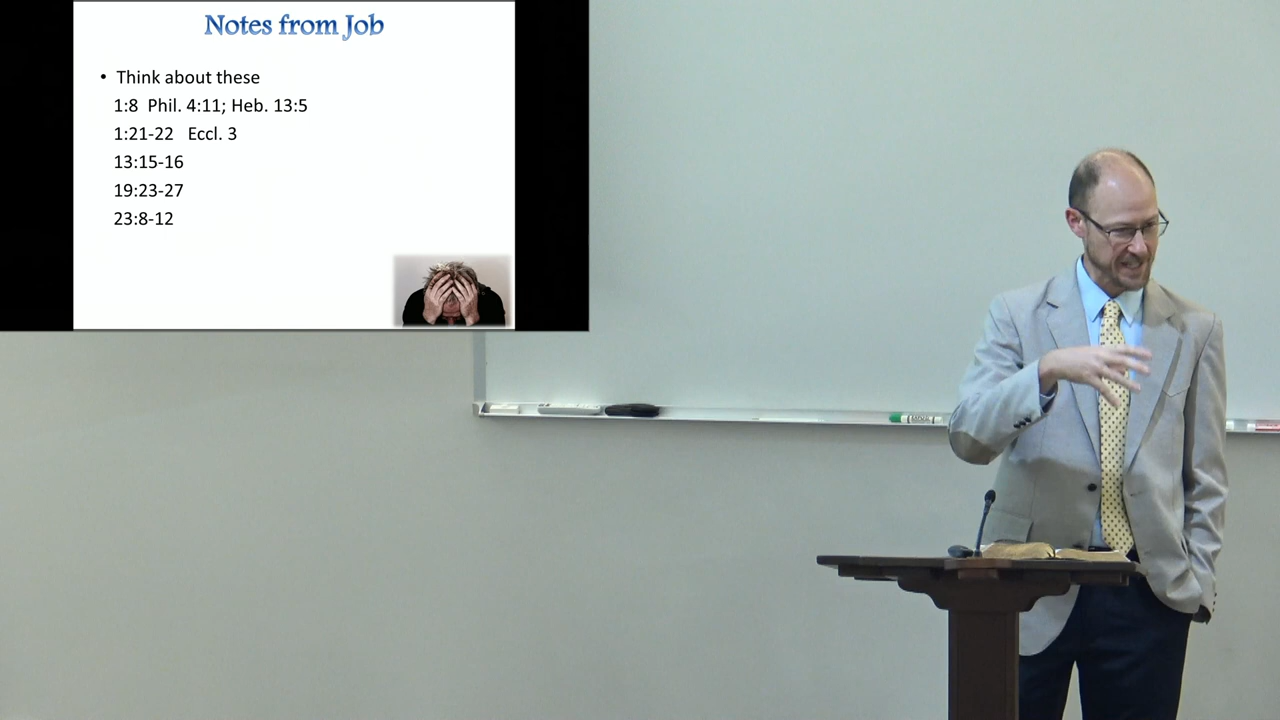 Notes from Job
• Think about these
1:8 Phil. 4:11; Heb. 13:5
1:21-22 Eccl. 3
13:15-16
19:23-27
23:8-12